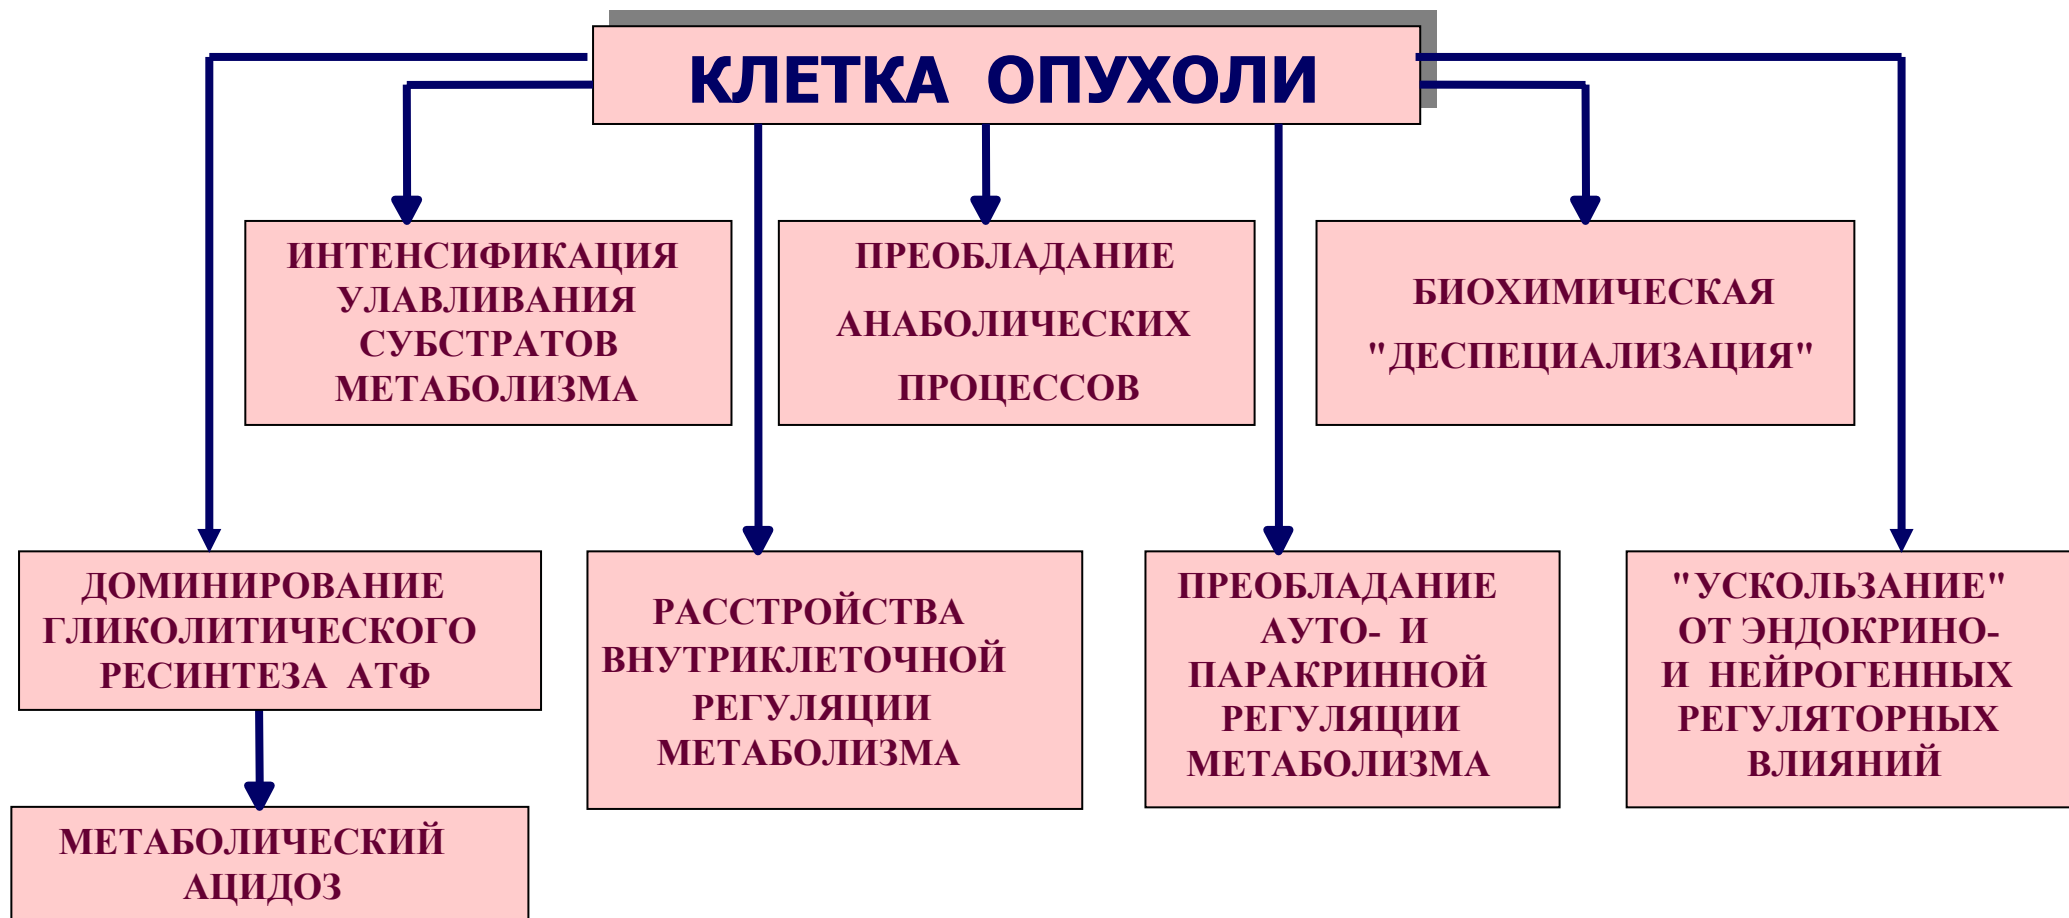 КЛЕТКА ОПУХОЛИ
ИНТЕНСИФИКАЦИЯ
УЛАВЛИВАНИЯ
СУБСТРАТОВ
МЕТАБОЛИЗМА
ПРЕОБЛАДАНИЕ
АНАБОЛИЧЕСКИХ
ПРОЦЕССОВ
БИОХИМИЧЕСКАЯ
"ДЕСПЕЦИАЛИЗАЦИЯ"
ДОМИНИРОВАНИЕ
ГЛИКОЛИТИЧЕСКОГО
РЕСИНТЕЗА АТФ
РАССТРОЙСТВА
ВНУТРИКЛЕТОЧНОЙ
РЕГУЛЯЦИИ
МЕТАБОЛИЗМА
ПРЕОБЛАДАНИЕ
АУТО- И
ПАРАКРИННОЙ
РЕГУЛЯЦИИ
МЕТАБОЛИЗМА
"УСКОЛЬЗАНИЕ"
ОТ ЭНДОКРИНО-
И НЕЙРОГЕННЫХ
РЕГУЛЯТОРНЫХ
ВЛИЯНИЙ
МЕТАБОЛИЧЕСКИЙ
АЦИДОЗ